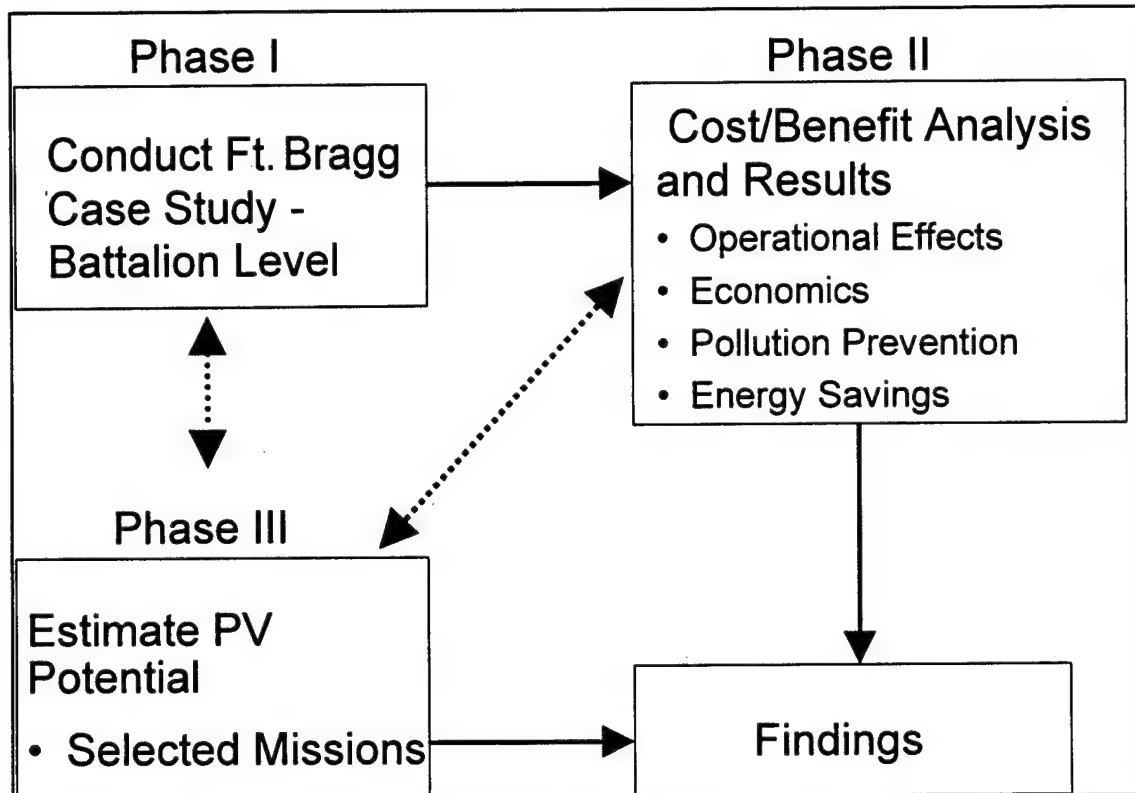 Phase I
Conduct Ft. Bragg
Case Study -
Battalion Level
Phase II
Cost/Benefit Analysis
and Results
• Operational Effects
• Economics
• Pollution Prevention
• Energy Savings
Phase III
Estimate PV
Potential
• Selected Missions
Findings